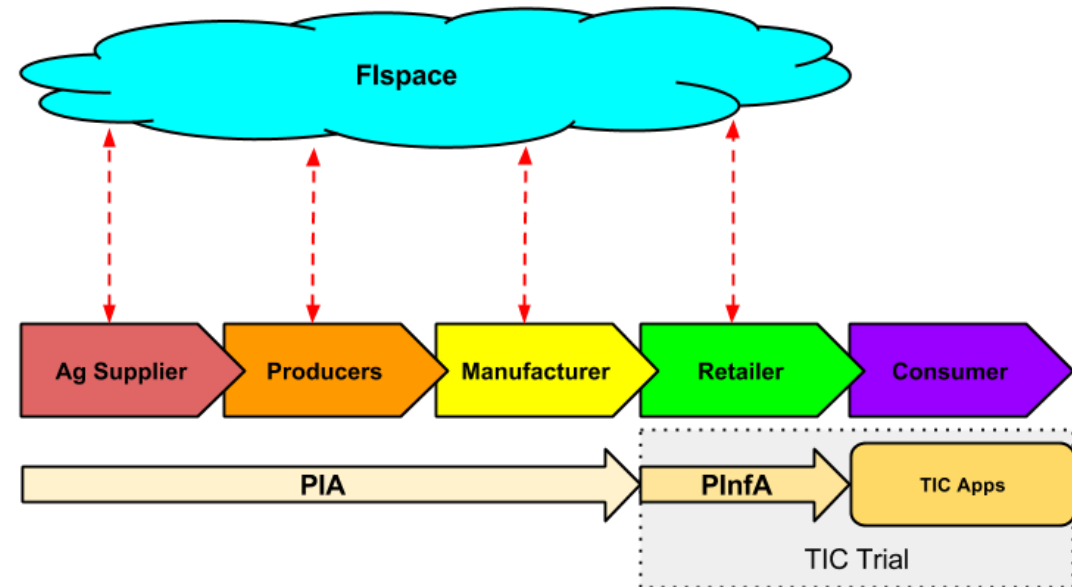 FIspace
Ag Supplier
Producers
Manufacturer
Retailer
Consumer
PIA
PInfA
TIC Apps
TIC Trial